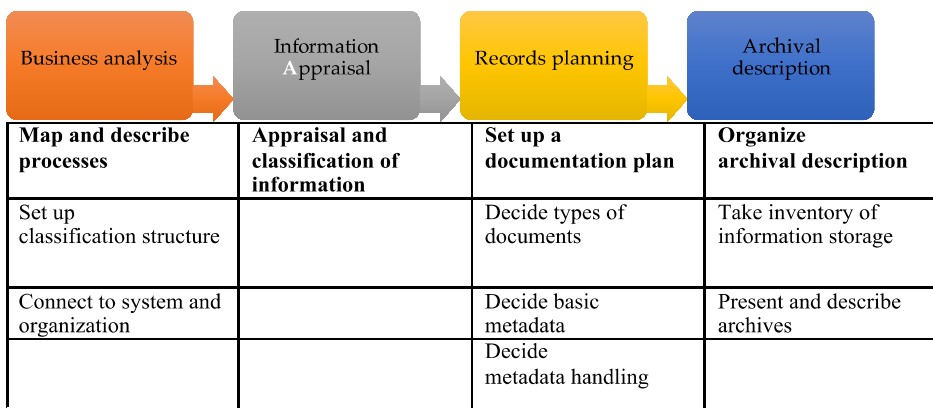 Business analysis
Information
Appraisal
Records planning
Archival
description
Map and describe
processes
Appraisal and
classification of
information
Set up a
documentation plan
Organize
archival description
Set up
classification structure
Decide types of
documents
Take inventory of
information storage
Connect to system and
organization
Decide basic
metadata
Present and describe
archives
Decide
metadata handling